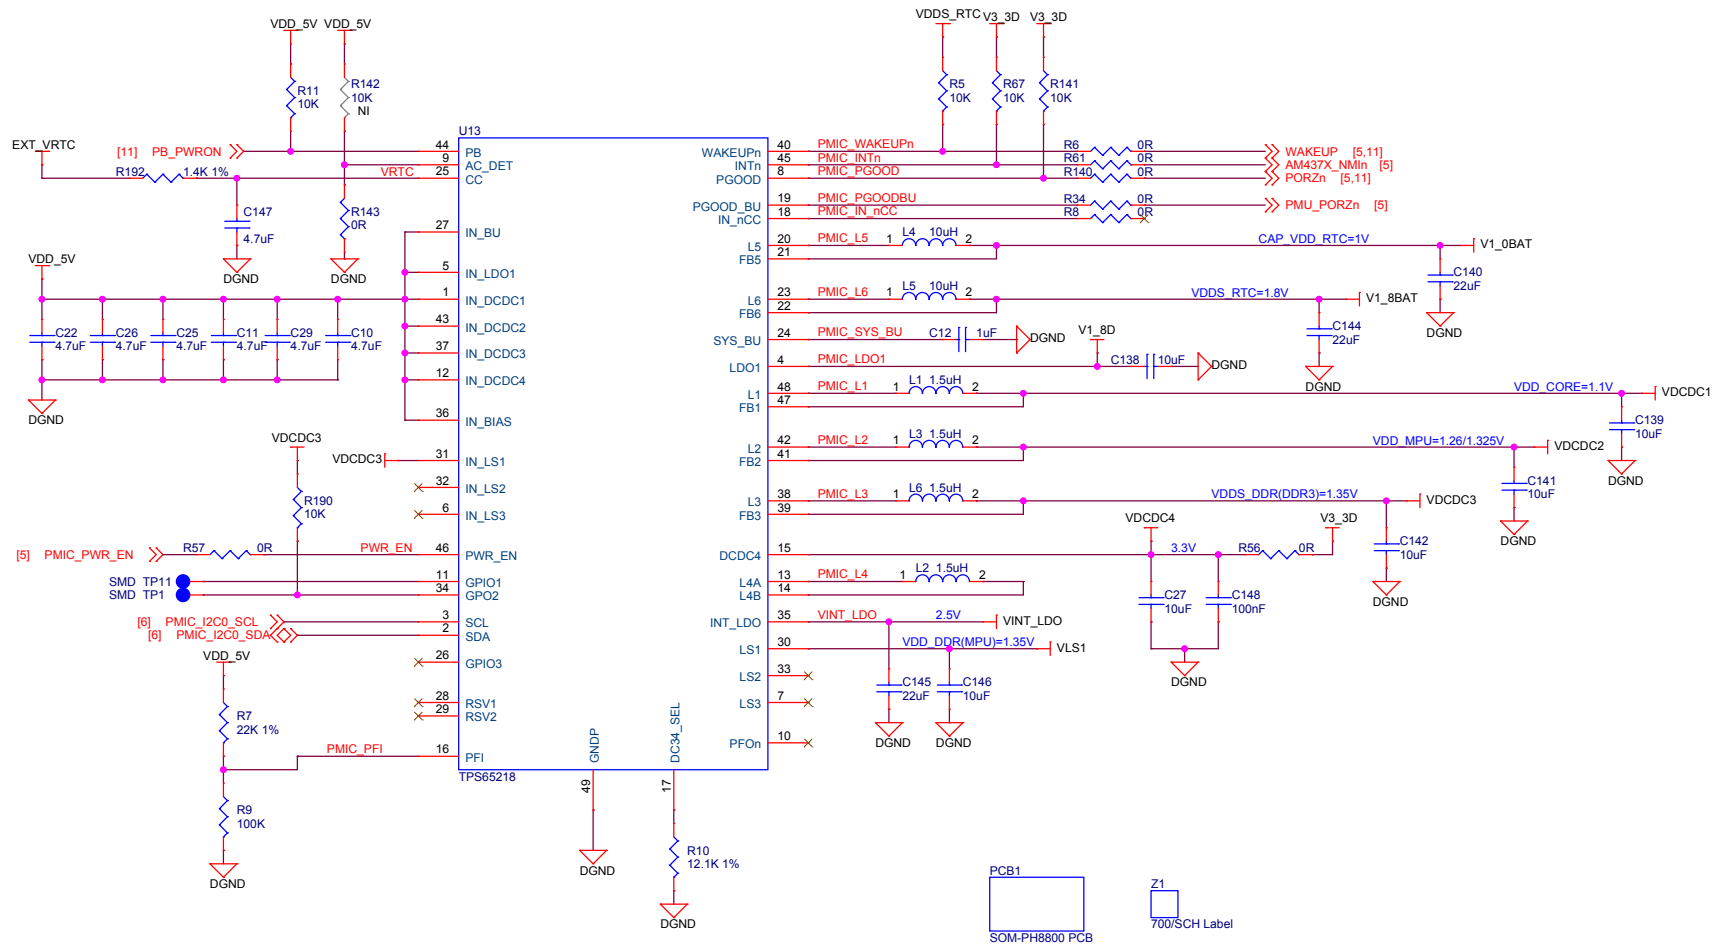 VDD_5V VDD_5V
R11
10K
R142
10K
NI
EXT_VRTC
[11] PB_PWRON
R192 1.4K 1%
VRTC
C147
4.7uF
R143
0R
DGND DGND
VDD_5V
C22
4.7uF
C26
4.7uF
C25
4.7uF
C11
4.7uF
C29
4.7uF
C10
4.7uF
DGND
VDCDC3
VDCDC3
R190
10K
[5] PMIC_PWR_EN
R57 0R
PWR_EN
SMD TP11
SMD TP1
[6] PMIC_I2C0_SCL
[6] PMIC_I2C0_SDA
VDD_5V
R7
22K 1%
PMIC_PFI
R9
100K
DGND
U13
44 PB
9 AC_DET
25 CC
27 IN_BU
5 IN_LDO1
1 IN_DCDC1
43 IN_DCDC2
37 IN_DCDC3
12 IN_DCDC4
36 IN_BIAS
31 IN_LS1
32 IN_LS2
6 IN_LS3
46 PWR_EN
11 GPIO1
34 GPO2
3 SCL
2 SDA
26 GPIO3
28 RSV1
29 RSV2
16 PFI
TPS65218
GNDP
49
DGND
DC34_SEL
17
R10
12.1K 1%
DGND
VDDS_RTC V3_3D V3_3D
R5
10K
R67
10K
R141
10K
WAKEUPn 40 PMIC_WAKEUPn R6 0R WAKEUP [5,11]
INTn 45 PMIC_INTn R61 0R AM437X_NMIn [5]
PGOOD 8 PMIC_PGOOD R140 0R PORZn [5,11]
PGOOD_BU 19 PMIC_PGOODBU R34 0R PMU_PORZn [5]
IN_nCC 18 PMIC_IN_nCC R8 0R
L5 20 PMIC_L5 1 L4 10uH 2 CAP_VDD_RTC=1V V1_0BAT
FB5 21
C140
22uF
DGND
L6 23 PMIC_L6 1 L5 10uH 2 VDDS_RTC=1.8V V1_8BAT
FB6 22
C144
22uF
DGND
SYS_BU 24 PMIC_SYS_BU C12 1uF DGND
V1_8D
LDO1 4 PMIC_LDO1 C138 10uF DGND
L1 48 PMIC_L1 1 L1 1.5uH 2 VDD_CORE=1.1V VDCDC1
FB1 47
C139
10uF
DGND
L2 42 PMIC_L2 1 L3 1.5uH 2 VDD_MPU=1.26/1.325V VDCDC2
FB2 41
C141
10uF
DGND
L3 38 PMIC_L3 1 L6 1.5uH 2 VDDS_DDR(DDR3)=1.35V VDCDC3
FB3 39
C142
10uF
DGND
VDCDC4 V3_3D
DCDC4 15 3.3V R56 0R
L4A 13 PMIC_L4 1 L2 1.5uH 2
L4B 14
C27
10uF
C148
100nF
DGND
INT_LDO 35 VINT_LDO 2.5V VINT_LDO
LS1 30 VDD_DDR(MPU)=1.35V VLS1
LS2 33
C145
22uF
C146
10uF
LS3 7
DGND DGND
PFOn 10
PCB1
SOM-PH8800 PCB
Z1
700/SCH Label